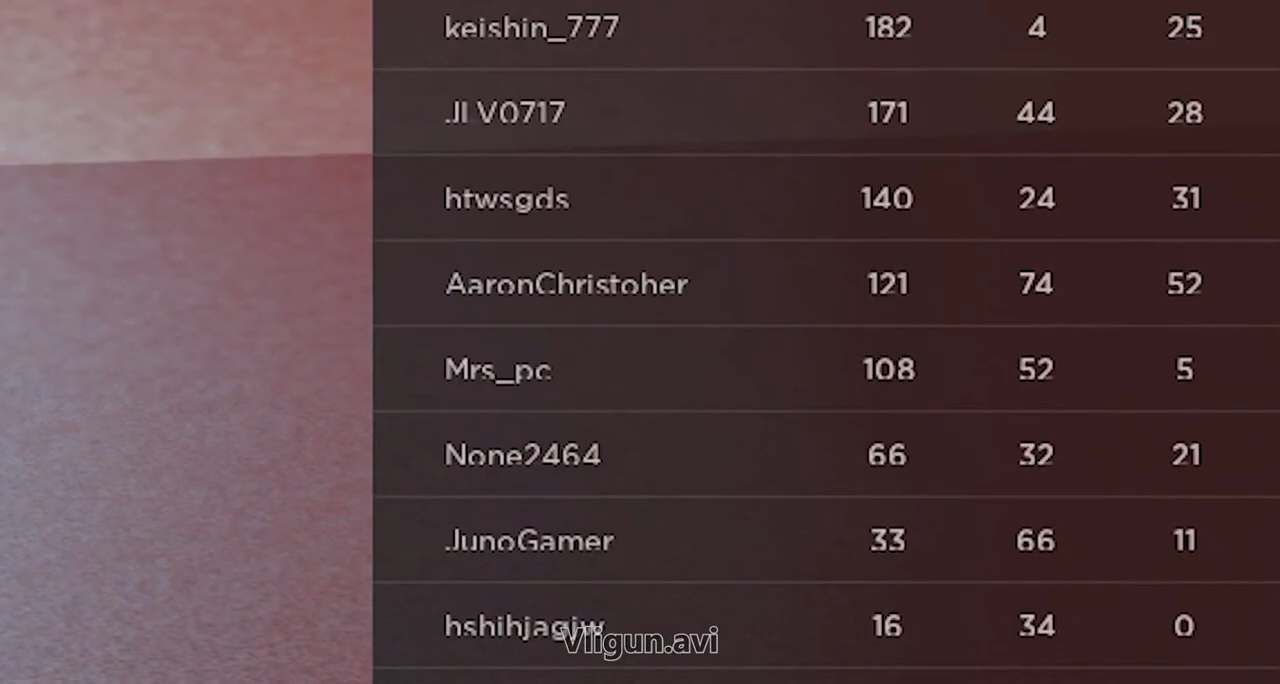 keishin_777 182 4 25
JLV0717 171 44 28
htwsgds 140 24 31
AaronChristoher 121 74 52
Mrs_pc 108 52 5
None2464 66 32 21
JunoGamer 33 66 11
16 34 0
Vligun.avi